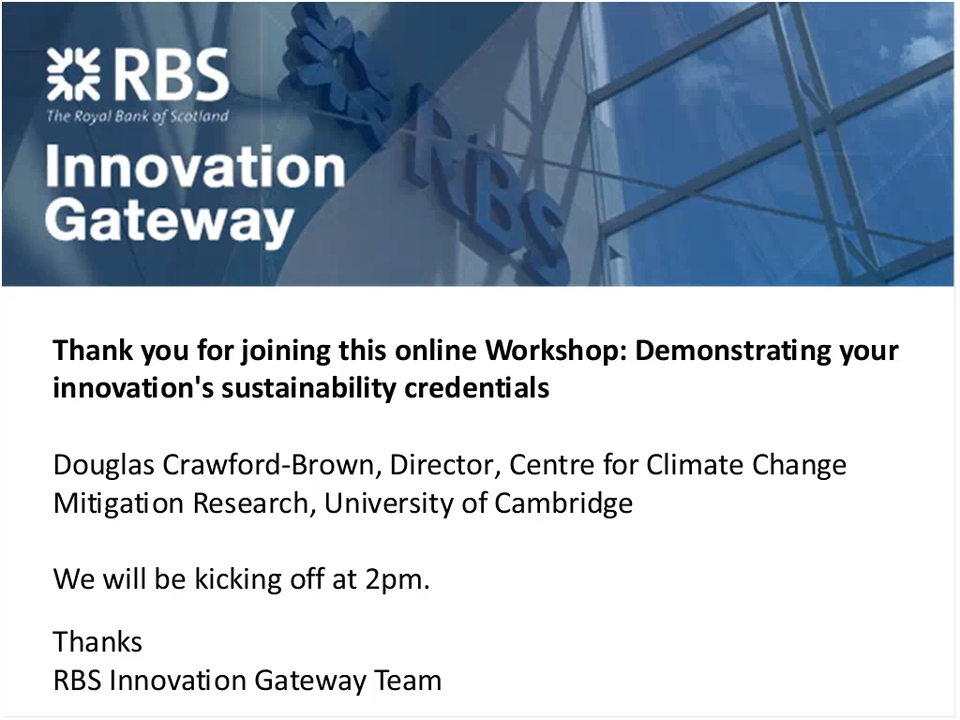 RBS
The Royal Bank of Scotland
Innovation
Gateway
RBS
Thank you for joining this online Workshop: Demonstrating your
innovation's sustainability credentials
Douglas Crawford-Brown, Director, Centre for Climate Change
Mitigation Research, University of Cambridge
We will be kicking off at 2pm.
Thanks
RBS Innovation Gateway Team